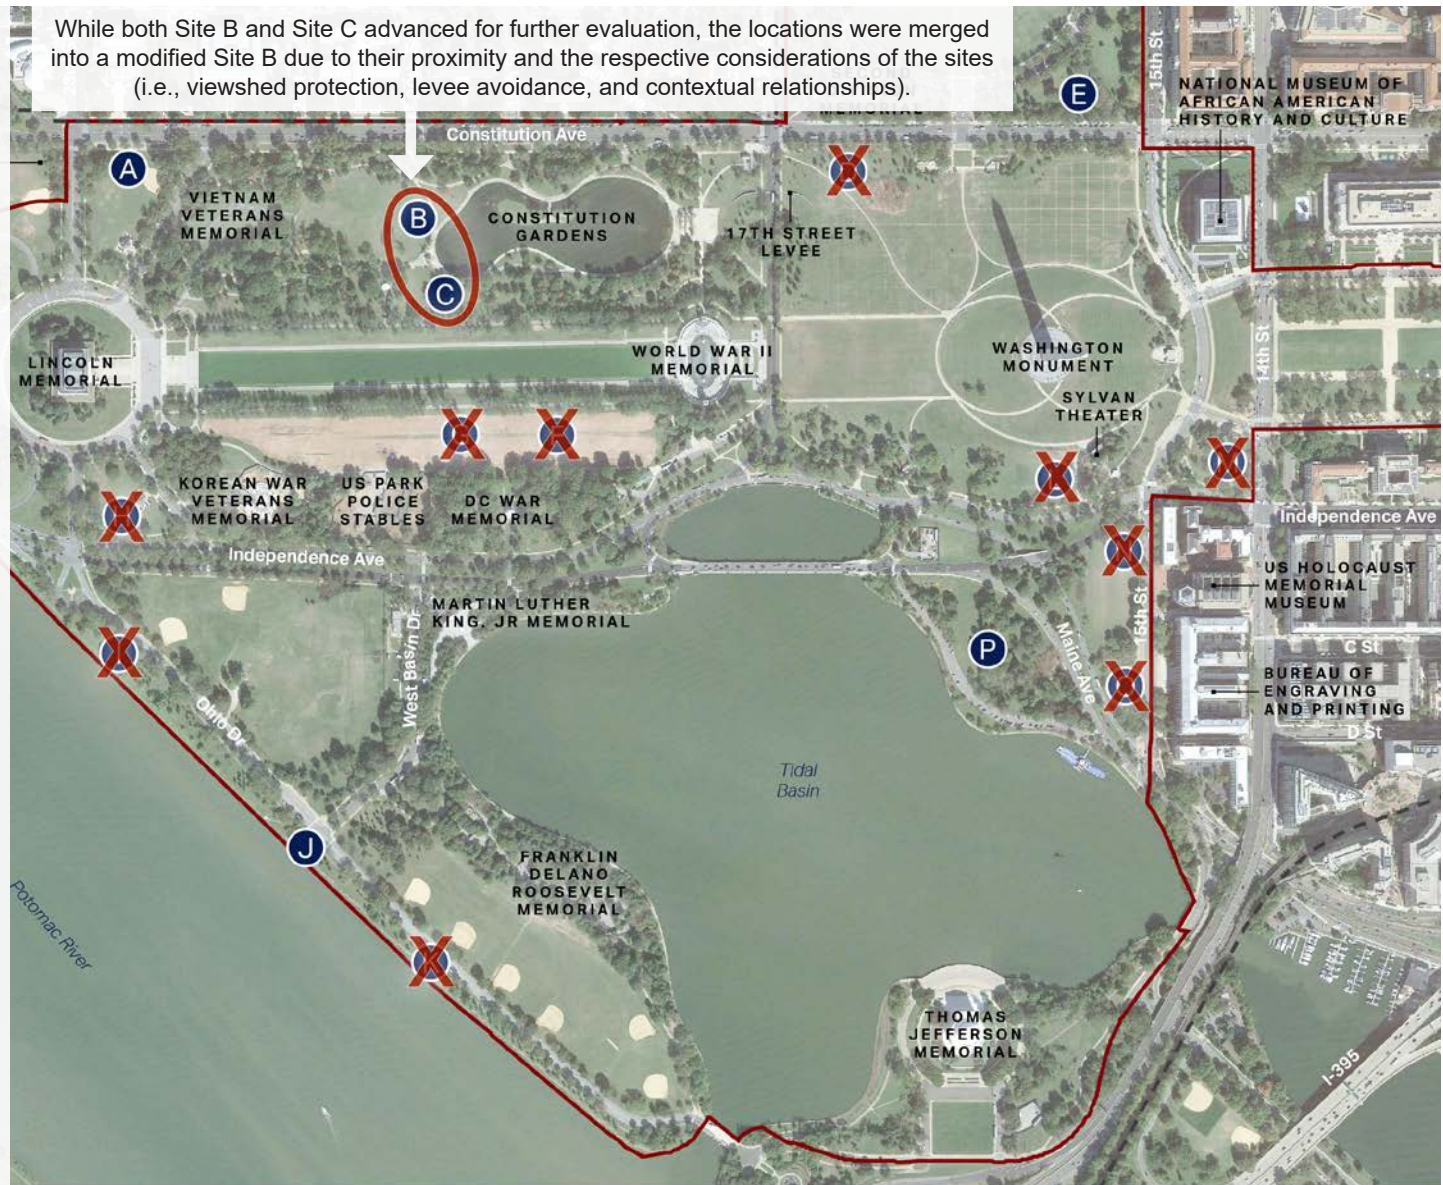 While both Site B and Site C advanced for further evaluation, the locations were merged
into a modified Site B due to their proximity and the respective considerations of the sites
(i.e., viewshed protection, levee avoidance, and contextual relationships).
MEMORIAL
E
15th St
NATIONAL MUSEUM OF
AFRICAN AMERICAN
HISTORY AND CULTURE
Constitution Ave
A
VIETNAM
VETERANS
MEMORIAL
B
C
CONSTITUTION
GARDENS
17TH STREET
LEVEE
LINCOLN
MEMORIAL
WORLD WAR II
MEMORIAL
WASHINGTON
MONUMENT
SYLVAN
THEATER
14th St
KOREAN WAR
VETERANS
MEMORIAL
US PARK
POLICE
STABLES
DC WAR
MEMORIAL
Independence Ave
Independence Ave
US HOLOCAUST
MEMORIAL
MUSEUM
MARTIN LUTHER
KING, JR MEMORIAL
West Basin Dr
P
Maine Ave
15th St
C St
BUREAU OF
ENGRAVING
AND PRINTING
D St
Ohio Dr
Tidal
Basin
J
FRANKLIN
DELANO
ROOSEVELT
MEMORIAL
Potomac River
K
THOMAS
JEFFERSON
MEMORIAL
I-395